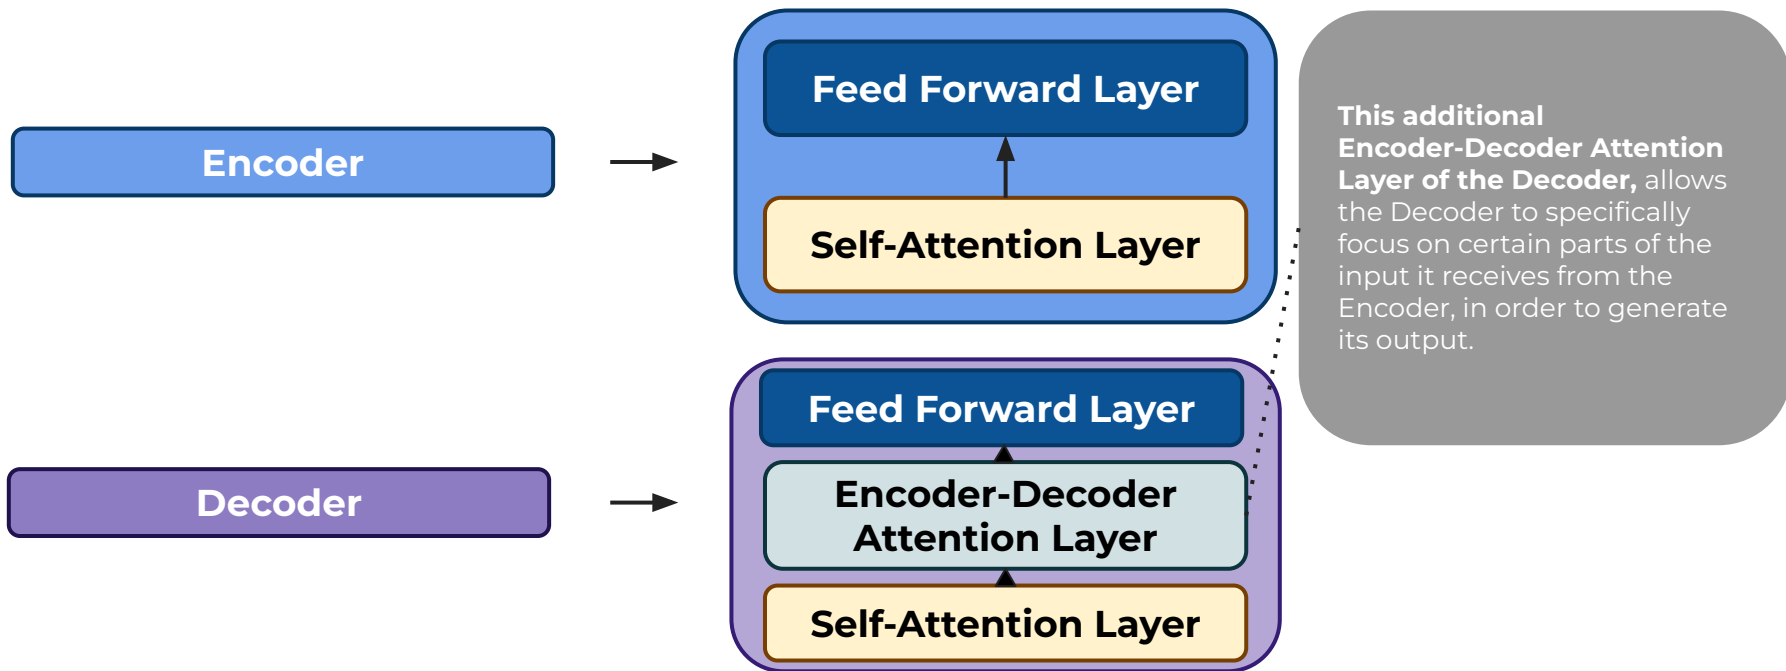 Encoder
Feed Forward Layer
Self-Attention Layer
This additional
Encoder-Decoder Attention
Layer of the Decoder, allows
the Decoder to specifically
focus on certain parts of the
input it receives from the
Encoder, in order to generate
its output.
Decoder
Feed Forward Layer
Encoder-Decoder
Attention Layer
Self-Attention Layer